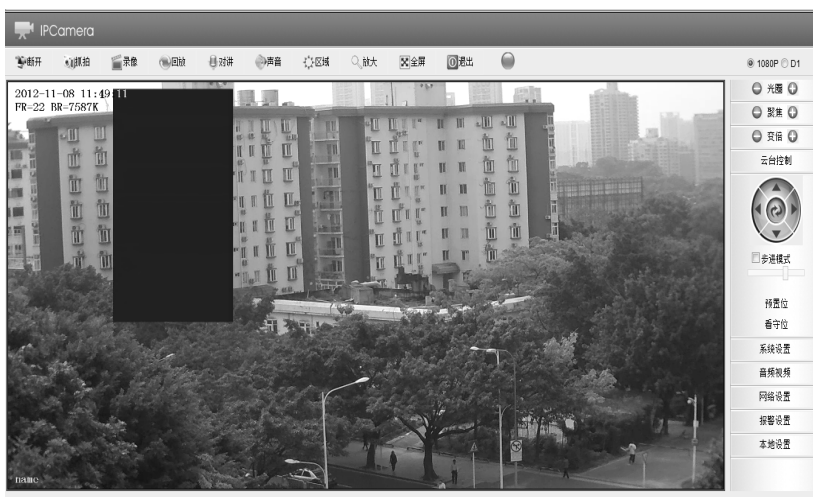 IPCamera
断开 抓拍 录像 回放 对讲 声音 区域 放大 全屏 退出 1080P D1
2012-11-08 11:49:11
FR-22 BR-7587K
光圈
聚焦
变倍
云台控制
步进模式
预置位
看守位
系统设置
音频视频
网络设置
报警设置
本地设置
name